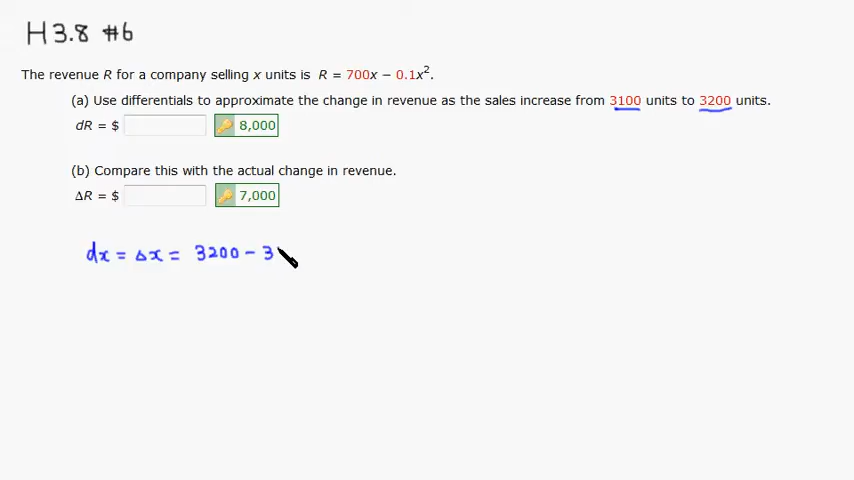 H3.8 #6
The revenue R for a company selling x units is R = 700x − 0.1x².
(a) Use differentials to approximate the change in revenue as the sales increase from 3100 units to 3200 units.
dR = $ 8,000
(b) Compare this with the actual change in revenue.
ΔR = $ 7,000
dx = Δx = 3200 − 3